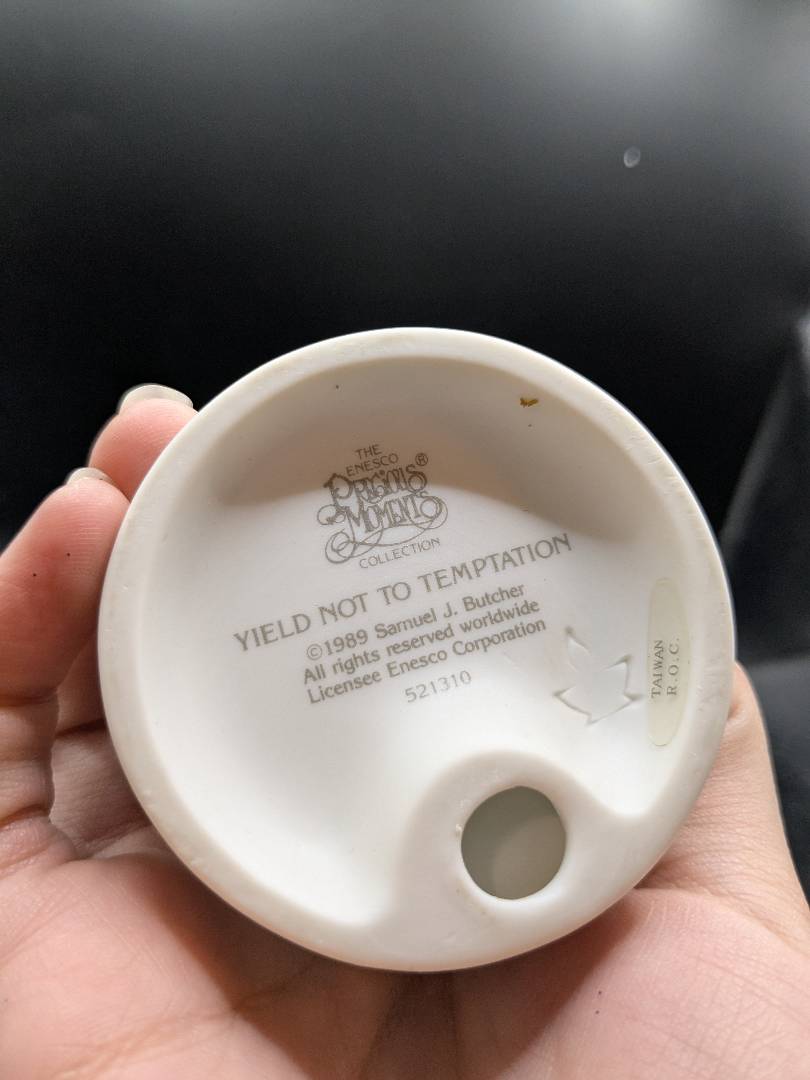 THE
ENESCO
PRECIOUS ®
MOMENTS
COLLECTION
YIELD NOT TO TEMPTATION
©1989 Samuel J. Butcher
All rights reserved worldwide
Licensee Enesco Corporation
521310
TAIWAN
R.O.C.